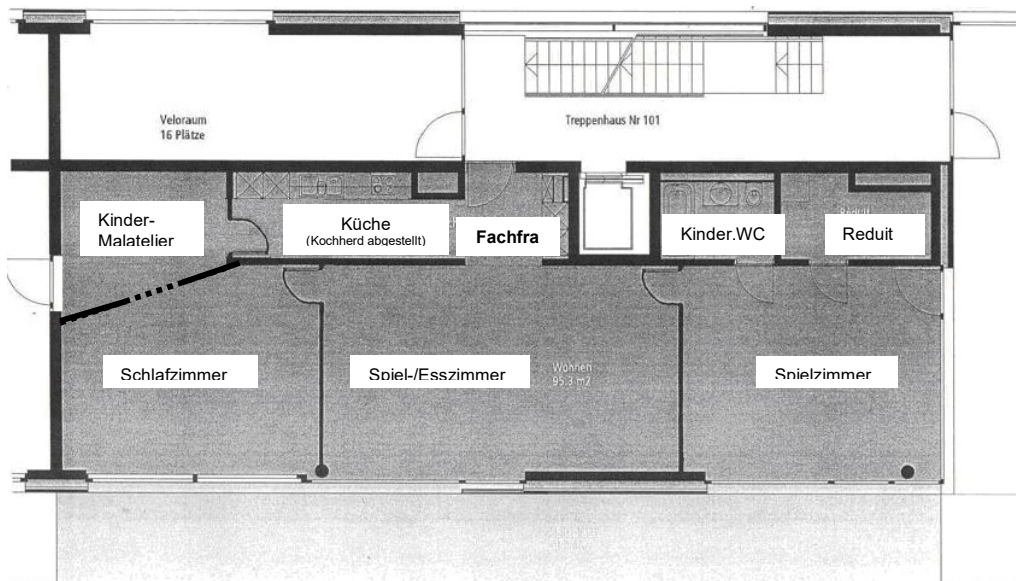 Veloraum
16 Plätze
Treppenhaus Nr 101
Kinder-
Malatelier
Küche
(Kochherd abgestellt)
Fachfra
Kinder.WC
Reduit
Schlafzimmer
Spiel-/Esszimmer
Wohnen
95.3 m2
Spielzimmer